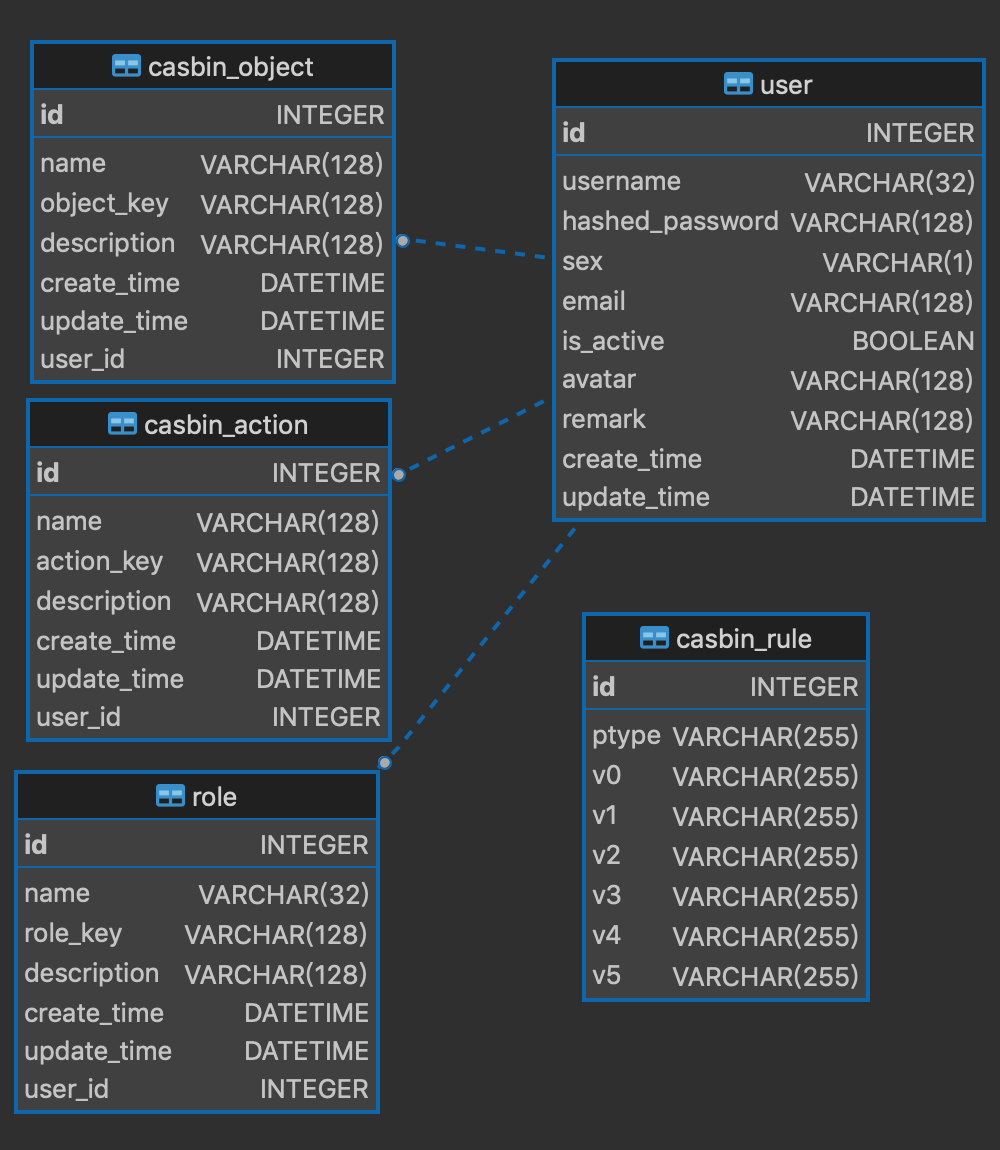 casbin_object
id INTEGER
name VARCHAR(128)
object_key VARCHAR(128)
description VARCHAR(128)
create_time DATETIME
update_time DATETIME
user_id INTEGER
casbin_action
id INTEGER
name VARCHAR(128)
action_key VARCHAR(128)
description VARCHAR(128)
create_time DATETIME
update_time DATETIME
user_id INTEGER
role
id INTEGER
name VARCHAR(32)
role_key VARCHAR(128)
description VARCHAR(128)
create_time DATETIME
update_time DATETIME
user_id INTEGER
user
id INTEGER
username VARCHAR(32)
hashed_password VARCHAR(128)
sex VARCHAR(1)
email VARCHAR(128)
is_active BOOLEAN
avatar VARCHAR(128)
remark VARCHAR(128)
create_time DATETIME
update_time DATETIME
casbin_rule
id INTEGER
ptype VARCHAR(255)
v0 VARCHAR(255)
v1 VARCHAR(255)
v2 VARCHAR(255)
v3 VARCHAR(255)
v4 VARCHAR(255)
v5 VARCHAR(255)